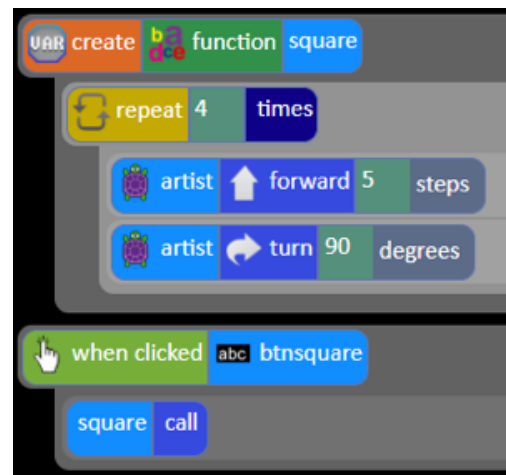 VAR create badce function square
repeat 4 times
artist forward 5 steps
artist turn 90 degrees
when clicked abc btnsquare
square call